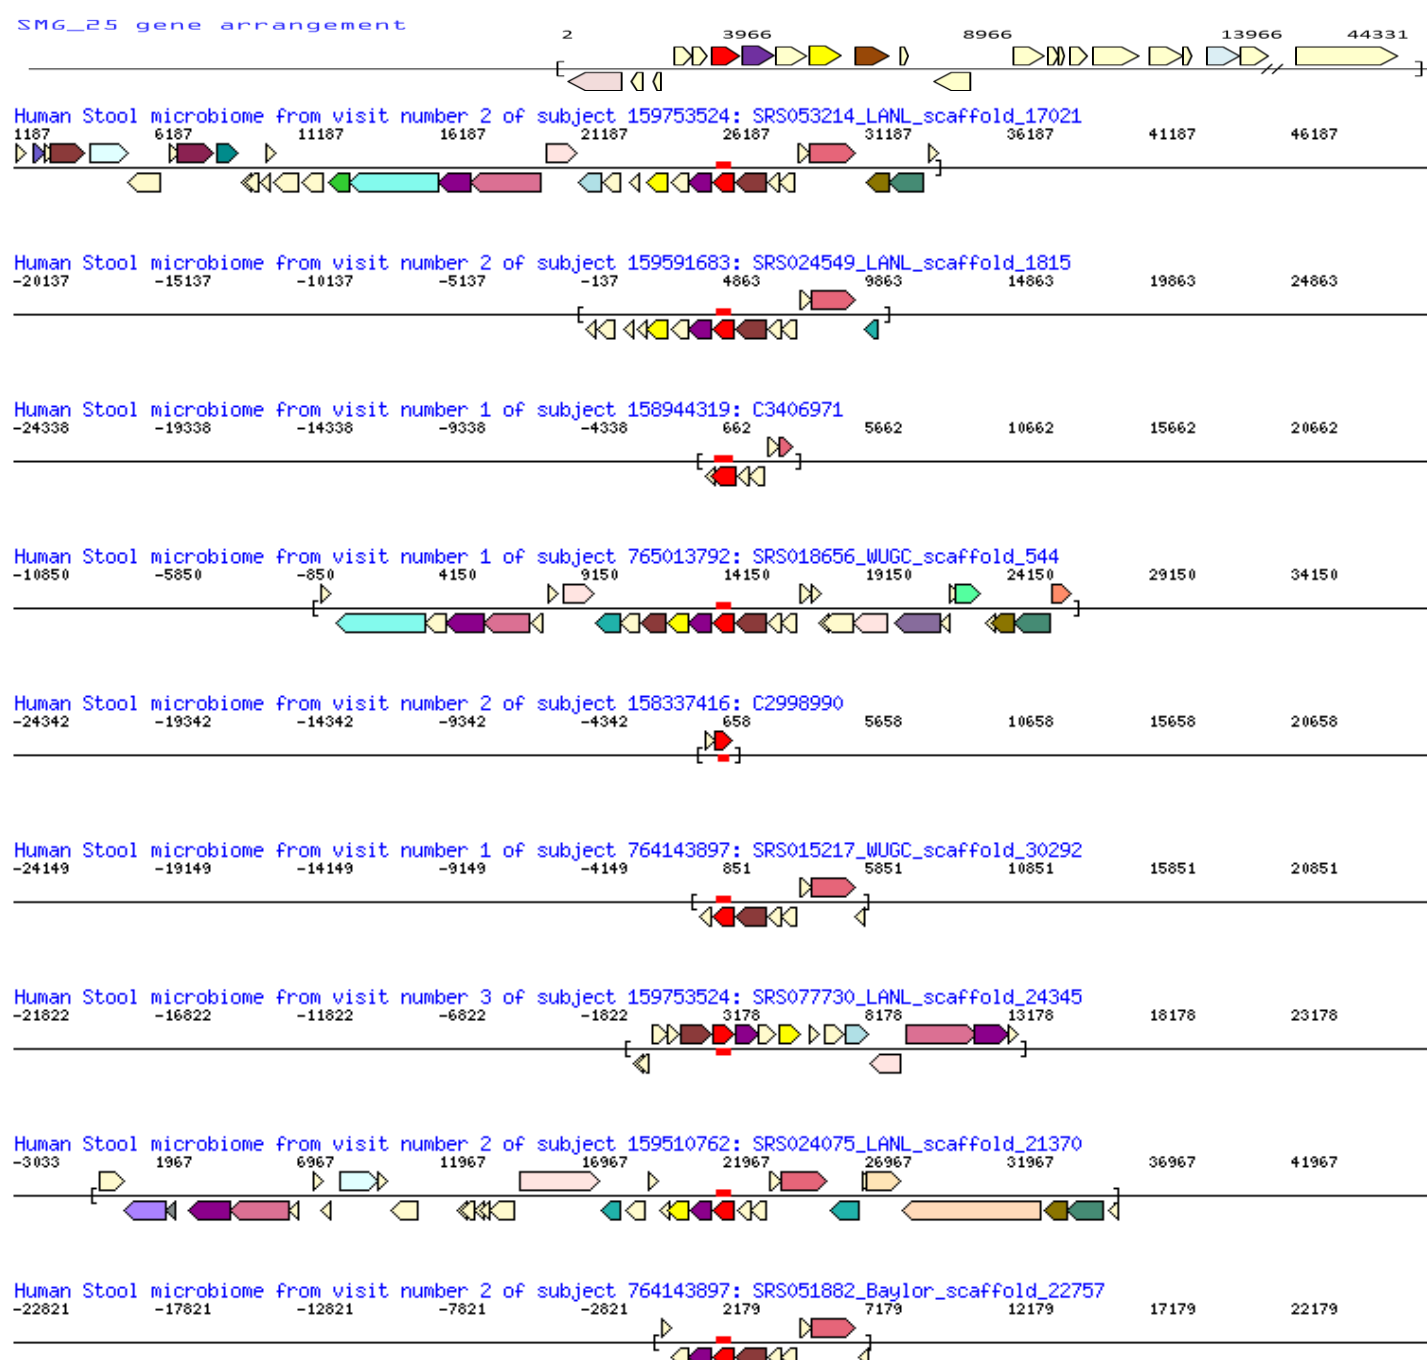 SMG_25 gene arrangement
2 3966 8966 13966 44331
Human Stool microbiome from visit number 2 of subject 159753524: SRS053214_LANL_scaffold_17021
1187 6187 11187 16187 21187 26187 31187 36187 41187 46187
Human Stool microbiome from visit number 2 of subject 159591683: SRS024549_LANL_scaffold_1815
-20137 -15137 -10137 -5137 -137 4863 9863 14863 19863 24863
Human Stool microbiome from visit number 1 of subject 158944319: C3406971
-24338 -19338 -14338 -9338 -4338 662 5662 10662 15662 20662
Human Stool microbiome from visit number 1 of subject 765013792: SRS018656_WUGC_scaffold_544
-10850 -5850 -850 4150 9150 14150 19150 24150 29150 34150
Human Stool microbiome from visit number 2 of subject 158337416: C2998990
-24342 -19342 -14342 -9342 -4342 658 5658 10658 15658 20658
Human Stool microbiome from visit number 1 of subject 764143897: SRS015217_WUGC_scaffold_30292
-24149 -19149 -14149 -9149 -4149 851 5851 10851 15851 20851
Human Stool microbiome from visit number 3 of subject 159753524: SRS077730_LANL_scaffold_24345
-21822 -16822 -11822 -6822 -1822 3178 8178 13178 18178 23178
Human Stool microbiome from visit number 2 of subject 159510762: SRS024075_LANL_scaffold_21370
-3033 1967 6967 11967 16967 21967 26967 31967 36967 41967
Human Stool microbiome from visit number 2 of subject 764143897: SRS051882_Baylor_scaffold_22757
-22821 -17821 -12821 -7821 -2821 2179 7179 12179 17179 22179